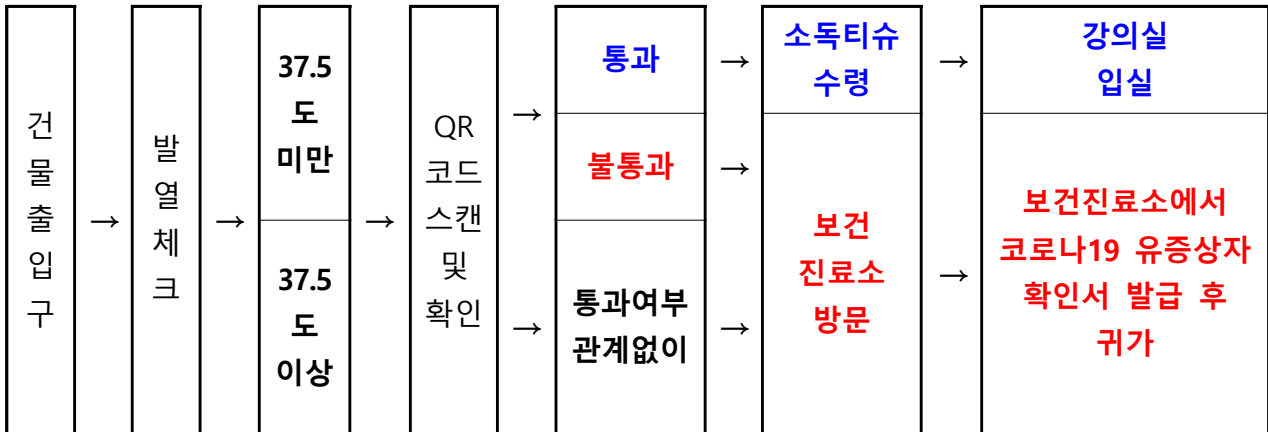 건
물
출
입
구
→
발
열
체
크
→
37.5
도
미만
37.5
도
이상
→
QR
코드
스캔
및
확인
→
통과
→
소독티슈
수령
→
강의실
입실
불통과
→
→
통과여부
관계없이
→
보건
진료소
방문
→
보건진료소에서
코로나19 유증상자
확인서 발급 후
귀가